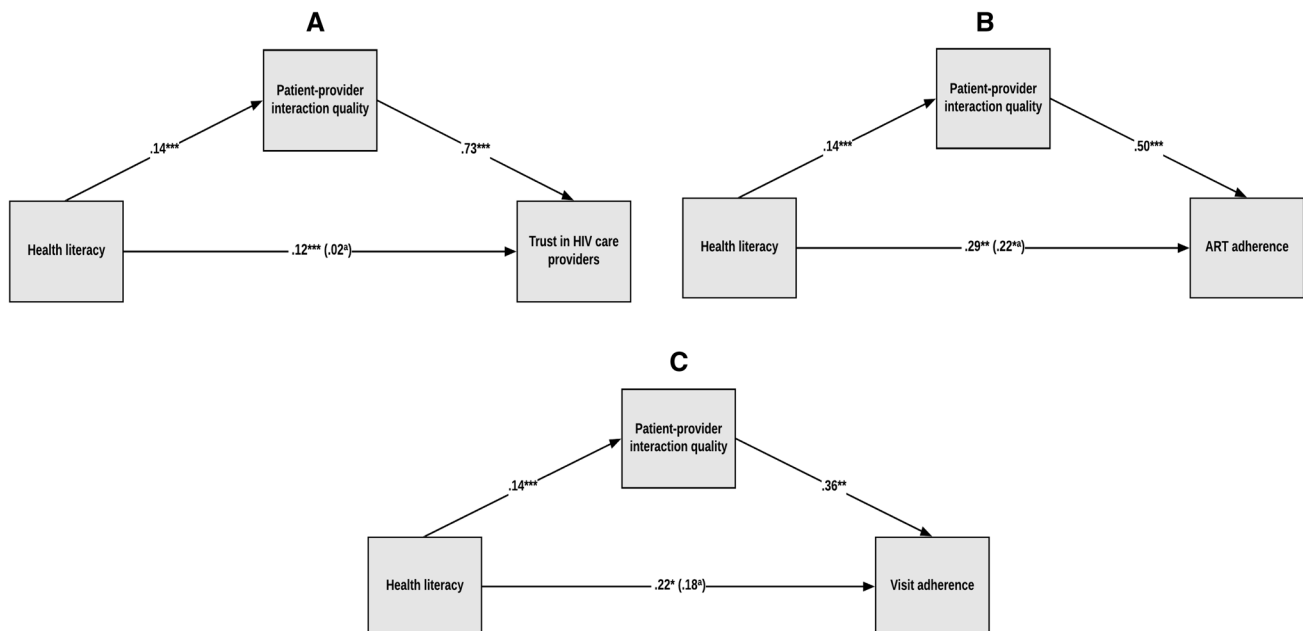 A
Patient-provider
interaction quality
.14***
.73***
Health literacy
.12*** (.02ᵃ)
Trust in HIV care
providers
B
Patient-provider
interaction quality
.14***
.50***
Health literacy
.29** (.22*ᵃ)
ART adherence
C
Patient-provider
interaction quality
.14***
.36**
Health literacy
.22* (.18ᵃ)
Visit adherence